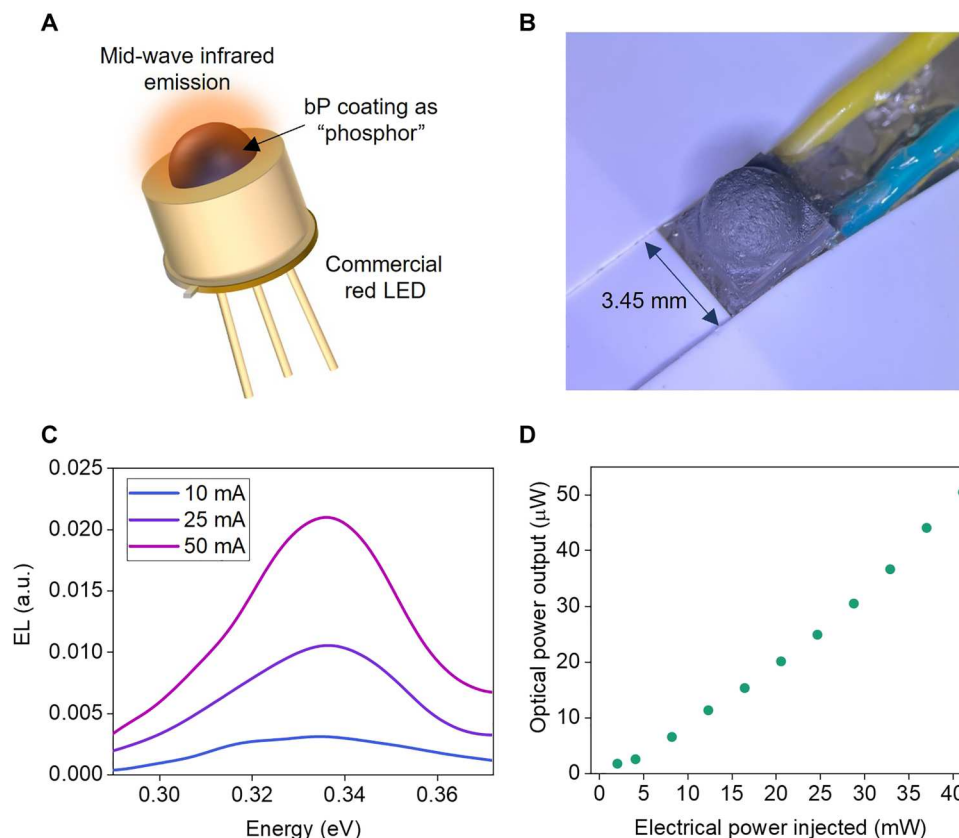 A
Mid-wave infrared
emission
bP coating as
“phosphor”
Commercial
red LED
B
3.45 mm
C
0.025
0.020
0.015
0.010
0.005
0.000
EL (a.u.)
10 mA
25 mA
50 mA
0.30
0.32
0.34
0.36
Energy (eV)
D
50
40
30
20
10
0
Optical power output (µW)
0
5
10
15
20
25
30
35
40
Electrical power injected (mW)